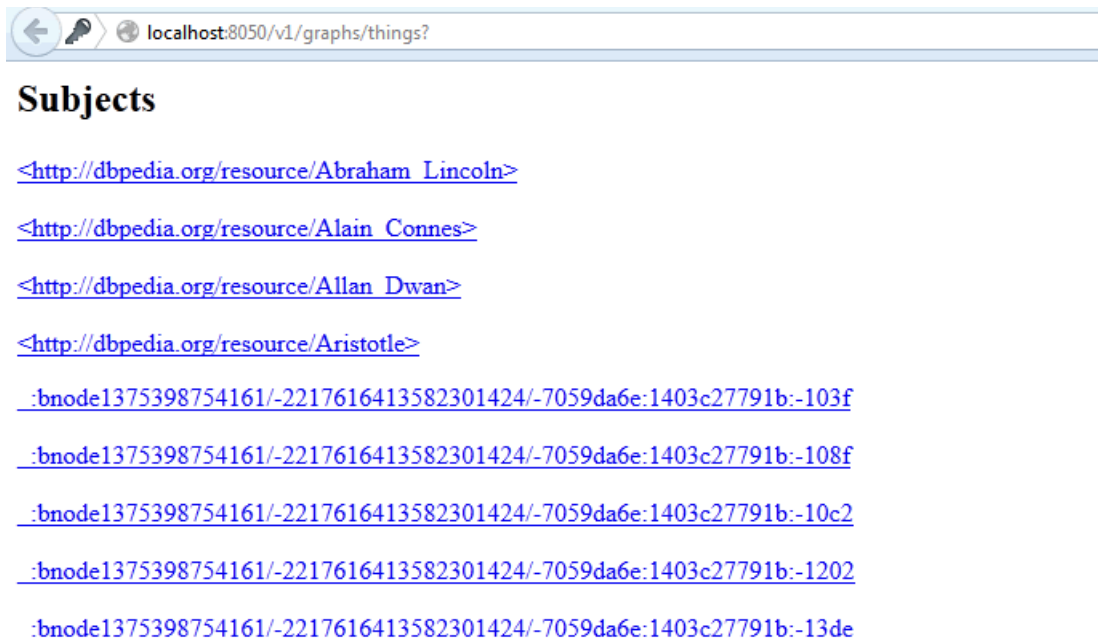 localhost:8050/v1/graphs/things?
Subjects
<http://dbpedia.org/resource/Abraham_Lincoln>
<http://dbpedia.org/resource/Alain_Connes>
<http://dbpedia.org/resource/Allan_Dwan>
<http://dbpedia.org/resource/Aristotle>
_:bnode1375398754161/-2217616413582301424/-7059da6e:1403c27791b:-103f
_:bnode1375398754161/-2217616413582301424/-7059da6e:1403c27791b:-108f
_:bnode1375398754161/-2217616413582301424/-7059da6e:1403c27791b:-10c2
_:bnode1375398754161/-2217616413582301424/-7059da6e:1403c27791b:-1202
_:bnode1375398754161/-2217616413582301424/-7059da6e:1403c27791b:-13de